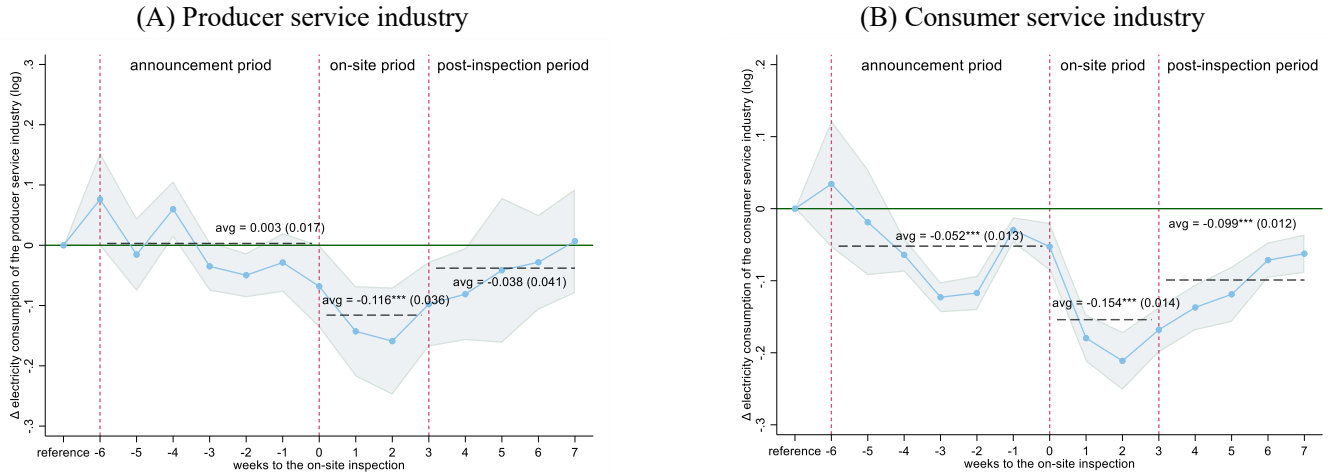 (A) Producer service industry
Δ electricity consumption of the producer service industry (log)
.3
.2
.1
0
-.1
-.2
-.3
announcement priod
on-site priod
post-inspection period
avg = 0.003 (0.017)
avg = -0.116*** (0.036)
avg = -0.038 (0.041)
reference -6 -5 -4 -3 -2 -1 0 1 2 3 4 5 6 7
weeks to the on-site inspection
(B) Consumer service industry
Δ electricity consumption of the consumer service industry (log)
.2
.1
0
-.1
-.2
-.3
announcement priod
on-site priod
post-inspection period
avg = -0.052*** (0.013)
avg = -0.154*** (0.014)
avg = -0.099*** (0.012)
reference -6 -5 -4 -3 -2 -1 0 1 2 3 4 5 6 7
weeks to the on-site inspection